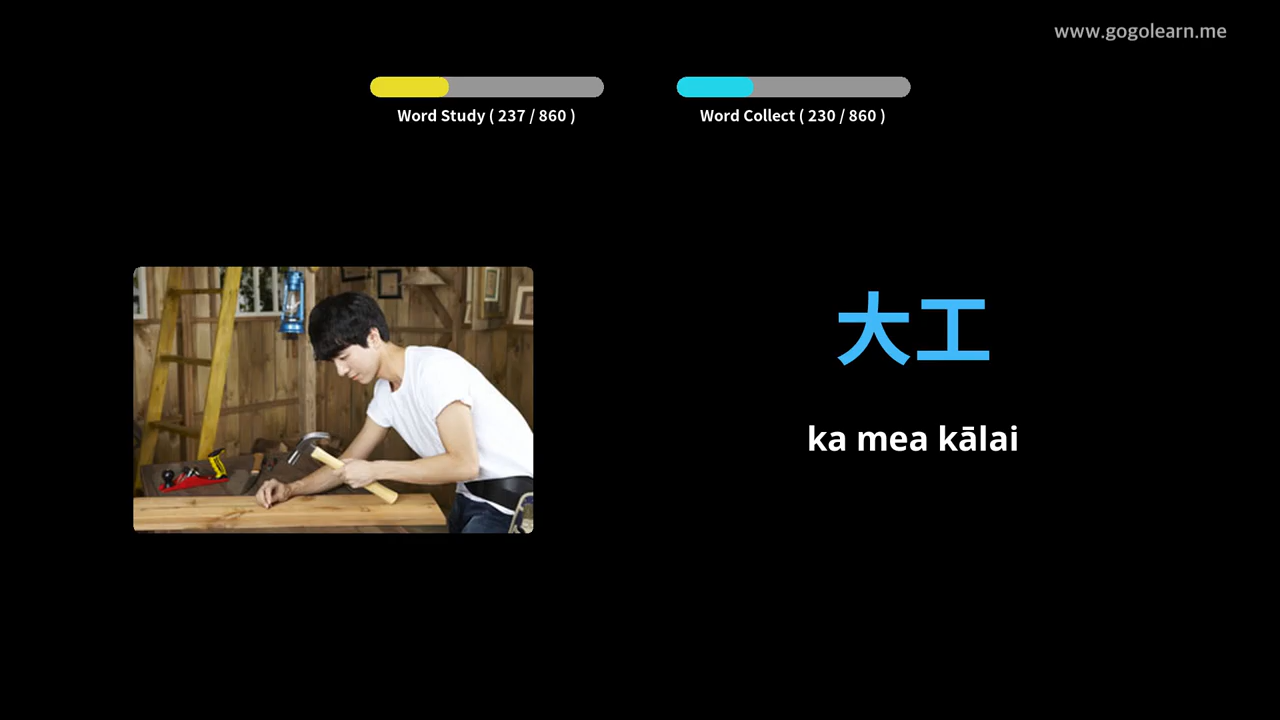 www.gogolearn.me
Word Study ( 237 / 860 )
Word Collect ( 230 / 860 )
大工
ka mea kālai